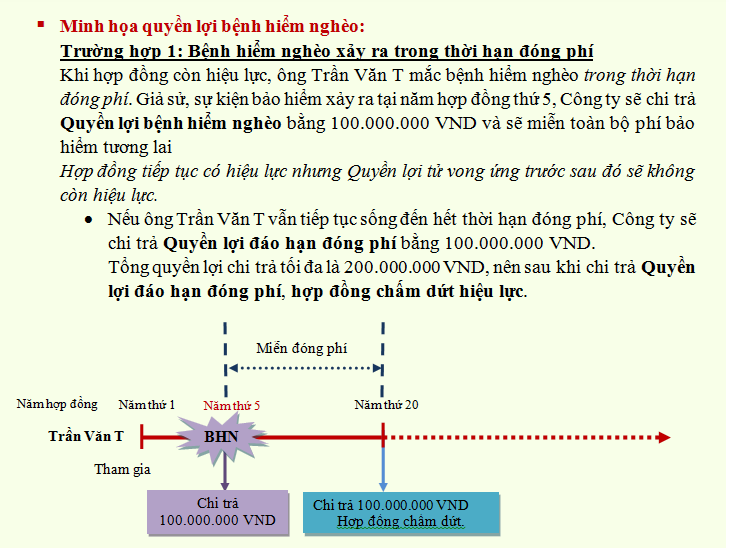 ▪ Minh họa quyền lợi bệnh hiểm nghèo:
Trường hợp 1: Bệnh hiểm nghèo xảy ra trong thời hạn đóng phí
Khi hợp đồng còn hiệu lực, ông Trần Văn T mắc bệnh hiểm nghèo trong thời hạn
đóng phí. Giả sử, sự kiện bảo hiểm xảy ra tại năm hợp đồng thứ 5, Công ty sẽ chi trả
Quyền lợi bệnh hiểm nghèo bằng 100.000.000 VND và sẽ miễn toàn bộ phí bảo
hiểm tương lai
Hợp đồng tiếp tục có hiệu lực nhưng Quyền lợi tử vong ứng trước sau đó sẽ không
còn hiệu lực.
• Nếu ông Trần Văn T vẫn tiếp tục sống đến hết thời hạn đóng phí, Công ty sẽ
chi trả Quyền lợi đáo hạn đóng phí bằng 100.000.000 VND.
Tổng quyền lợi chi trả tối đa là 200.000.000 VND, nên sau khi chi trả Quyền
lợi đáo hạn đóng phí, hợp đồng chấm dứt hiệu lực.
Miễn đóng phí
Năm hợp đồng Năm thứ 1 Năm thứ 5 Năm thứ 20
Trần Văn T BHN
Tham gia
Chi trả
100.000.000 VND
Chi trả 100.000.000 VND
Hợp đồng chấm dứt.